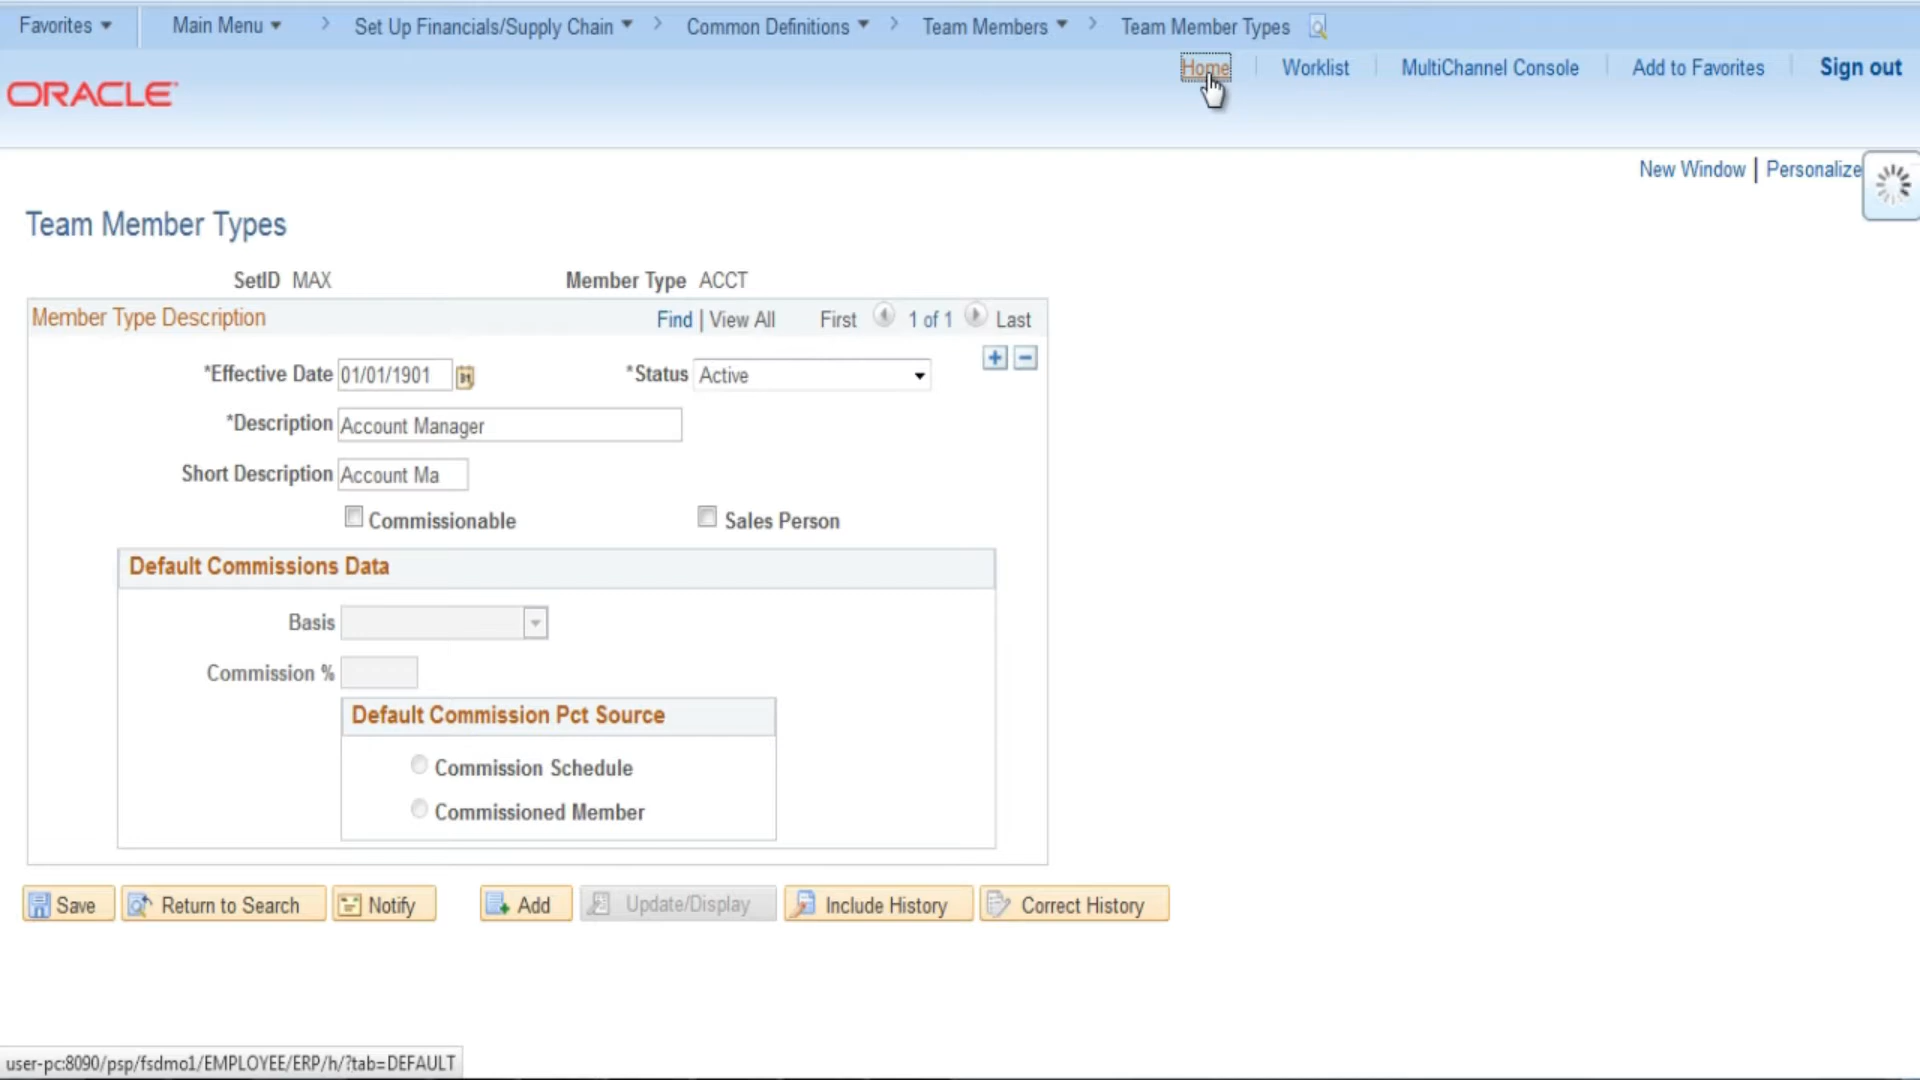 Favorites Main Menu > Set Up Financials/Supply Chain > Common Definitions > Team Members > Team Member Types
Home Worklist MultiChannel Console Add to Favorites Sign out
ORACLE
New Window | Personalize
Team Member Types
SetID MAX Member Type ACCT
Member Type Description Find | View All First 1 of 1 Last
*Effective Date 01/01/1901 *Status Active
*Description Account Manager
Short Description Account Ma
Commissionable Sales Person
Default Commissions Data
Basis
Commission %
Default Commission Pct Source
Commission Schedule
Commissioned Member
Save Return to Search Notify Add Update/Display Include History Correct History
user-pc:8090/psp/fsdmo1/EMPLOYEE/ERP/h/?tab=DEFAULT